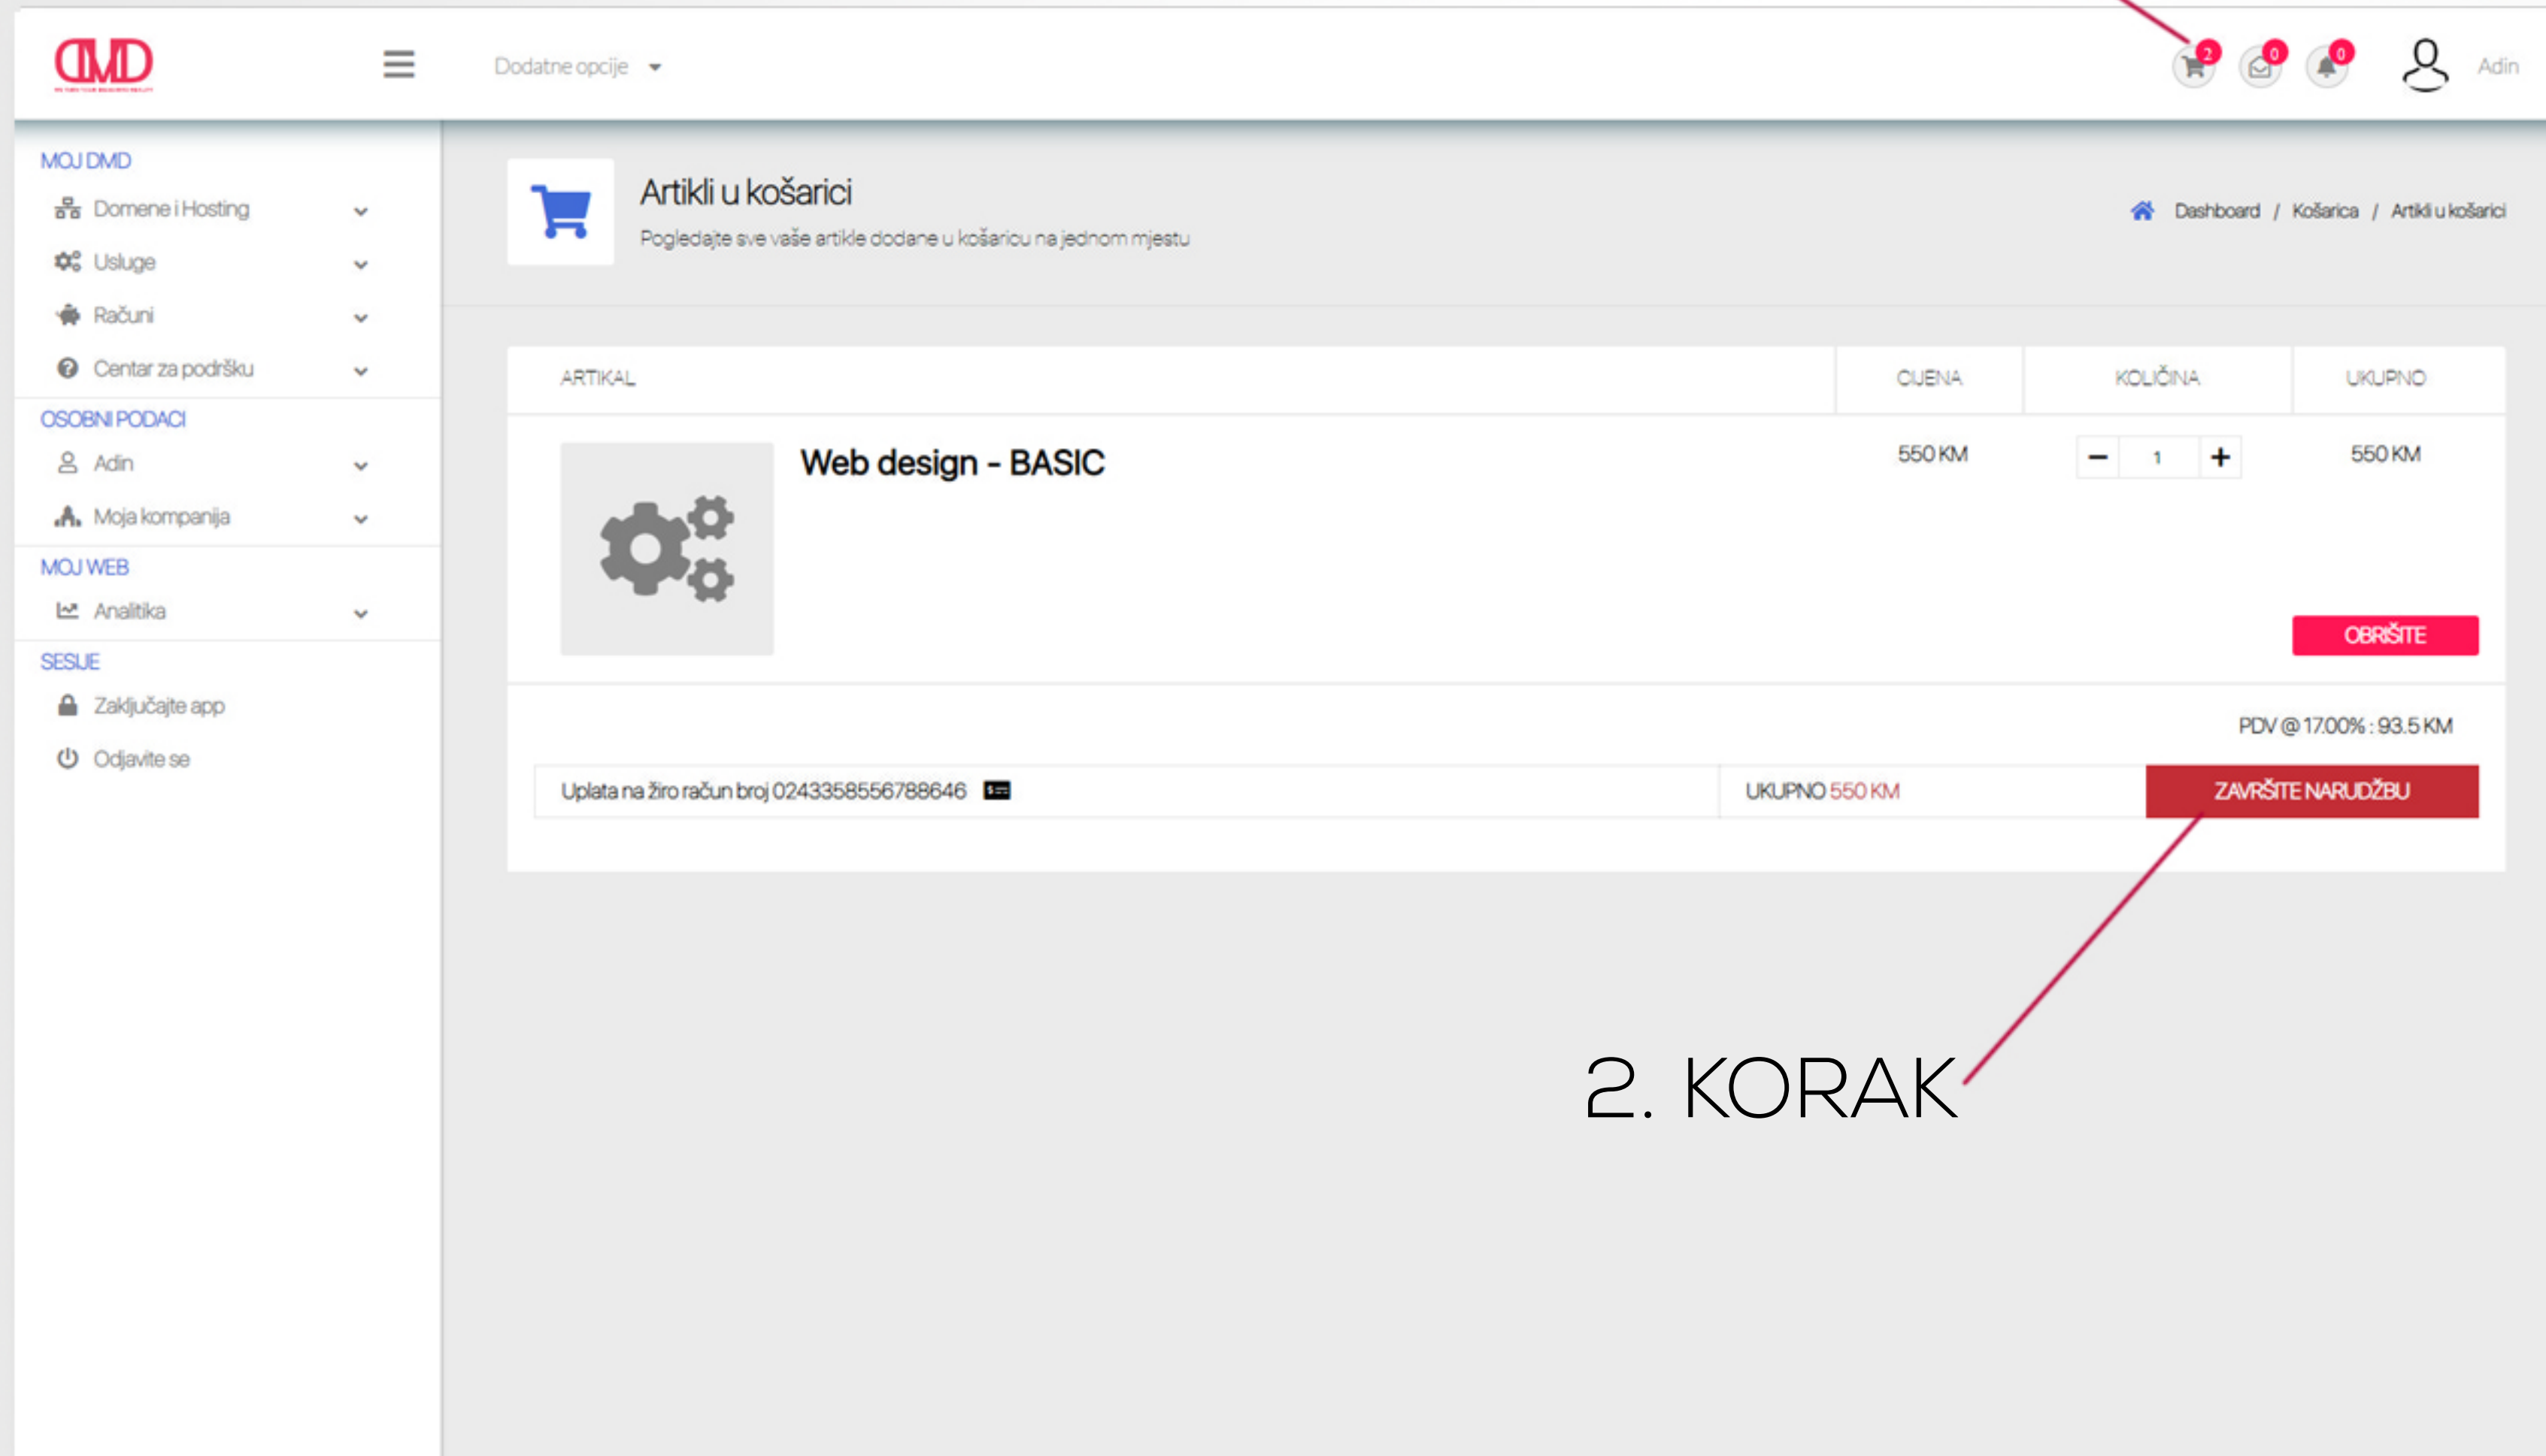 DMD
Dodatne opcije
2
0
0
Adin
MOJ DMD
Domene i Hosting
Usluge
Računi
Centar za podršku
OSOBNI PODACI
Adin
Moja kompanija
MOJ WEB
Analitika
SESIJE
Zaključajte app
Odjavite se
Artikli u košarici
Pogledajte sve vaše artikle dodane u košaricu na jednom mjestu
Dashboard / Košarica / Artikli u košarici
ARTIKAL CIJENA KOLIČINA UKUPNO
Web design - BASIC 550 KM − 1 + 550 KM
OBRIŠITE
PDV @ 17.00% : 93.5 KM
Uplata na žiro račun broj 0243358556788646 UKUPNO 550 KM ZAVRŠITE NARUDŽBU
2. KORAK